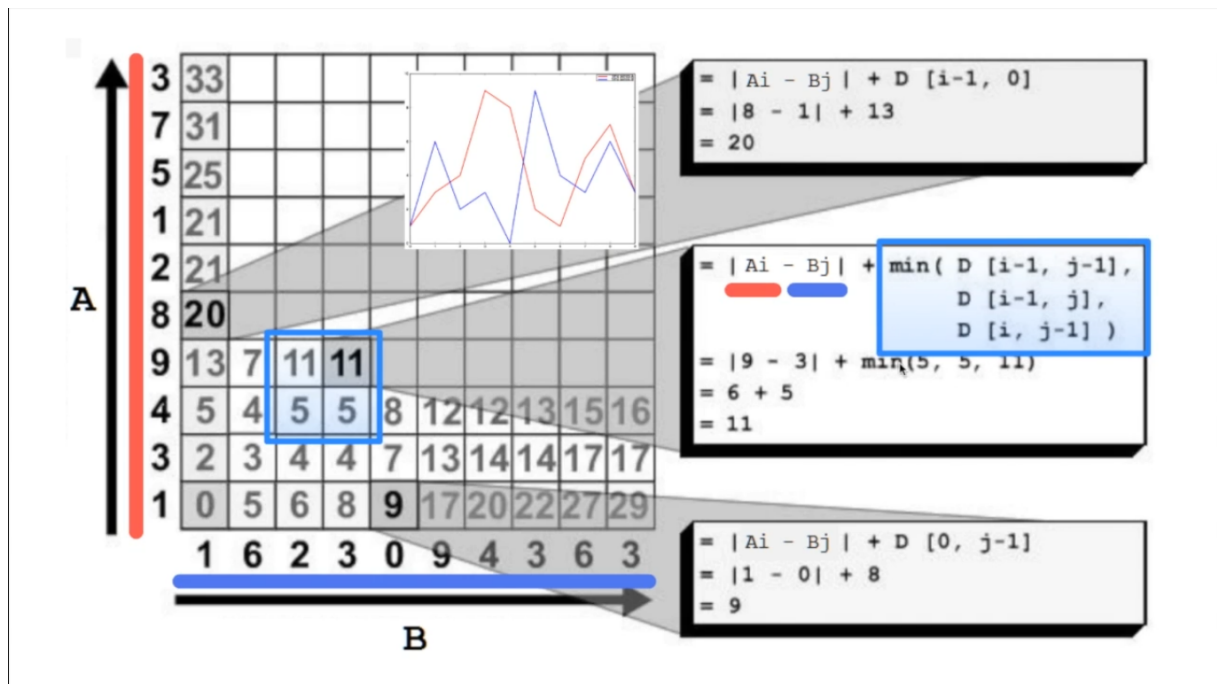 3 33
7 31
5 25
1 21
2 21
8 20
9 13 7 11 11
4 5 4 5 5 8 12 12 13 15 16
3 2 3 4 4 7 13 14 14 17 17
1 0 5 6 8 9 17 20 22 27 29
1 6 2 3 0 9 4 3 6 3
A
B
= | Ai - Bj | + D [i-1, 0]
= |8 - 1| + 13
= 20
= | Ai - Bj | + min( D [i-1, j-1],
D [i-1, j],
D [i, j-1] )
= |9 - 3| + min(5, 5, 11)
= 6 + 5
= 11
= | Ai - Bj | + D [0, j-1]
= |1 - 0| + 8
= 9